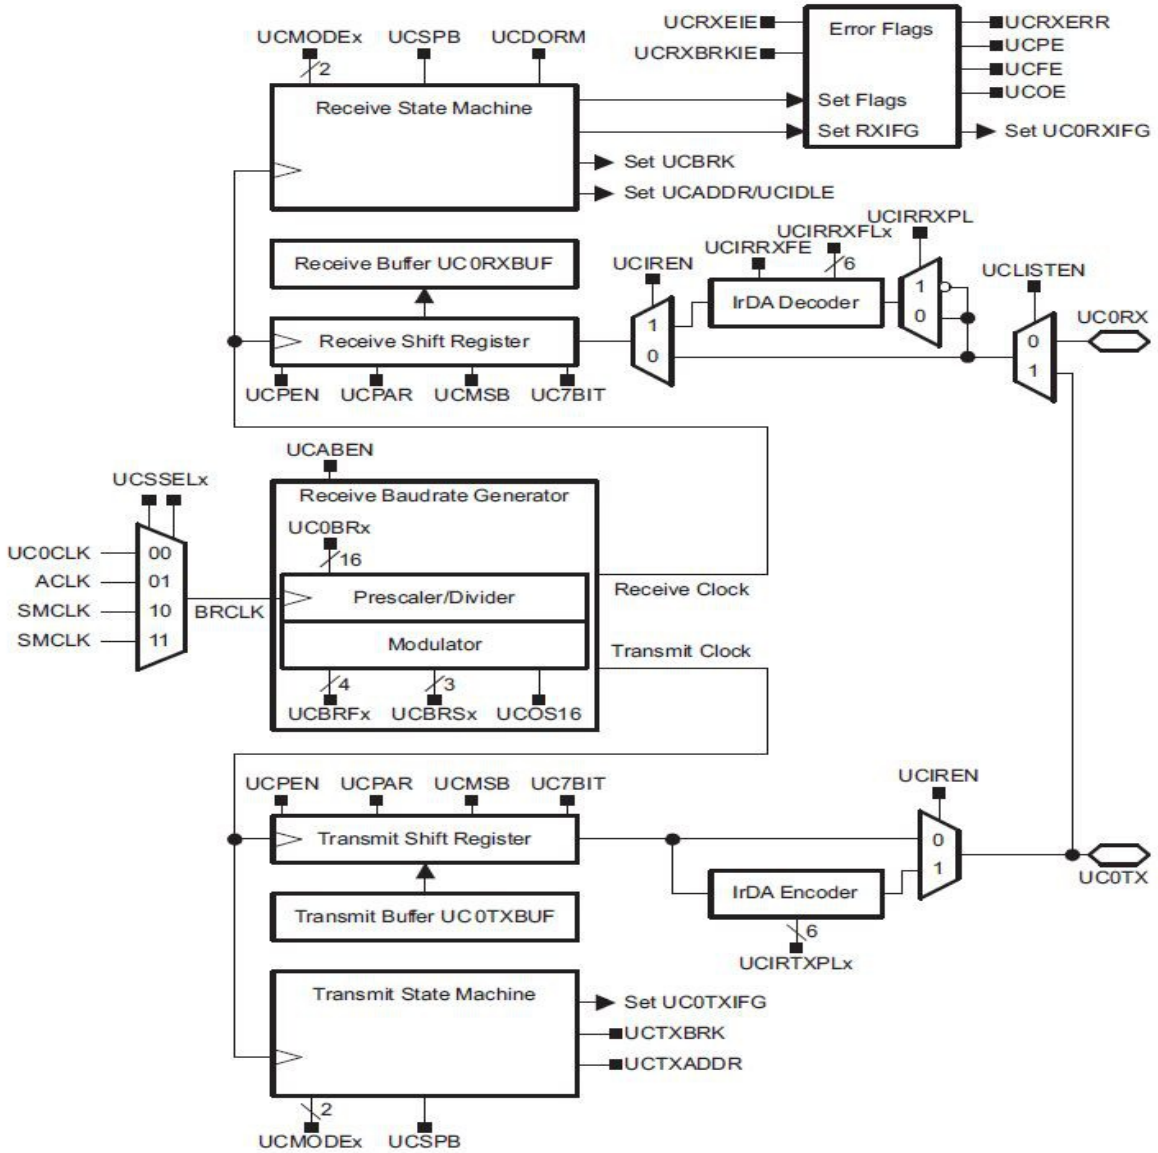 UCMODEx UCSPB UCDORM
2
UCRXEIE
UCRXBRKIE
Error Flags
UCRXERR
UCPE
UCFE
UCOE
Set Flags
Set RXIFG
Set UC0RXIFG
Receive State Machine
Set UCBRK
Set UCADDR/UCIDLE
Receive Buffer UC0RXBUF
Receive Shift Register
UCPEN UCPAR UCMSB UC7BIT
UCIREN
1
0
UCIRRXFE
UCIRRXFLx
6
IrDA Decoder
UCIRRXPL
1
0
UCLISTEN
0
1
UC0RX
UCABEN
Receive Baudrate Generator
UC0BRx
16
UCSSELx
UC0CLK 00
ACLK 01
SMCLK 10
SMCLK 11
BRCLK
Prescaler/Divider
Modulator
Receive Clock
Transmit Clock
4 3
UCBRFx UCBRSx UCOS16
UCPEN UCPAR UCMSB UC7BIT
Transmit Shift Register
Transmit Buffer UC0TXBUF
UCIREN
0
1
IrDA Encoder
6
UCIRTXPLx
UC0TX
Transmit State Machine
Set UC0TXIFG
UCTXBRK
UCTXADDR
2
UCMODEx UCSPB